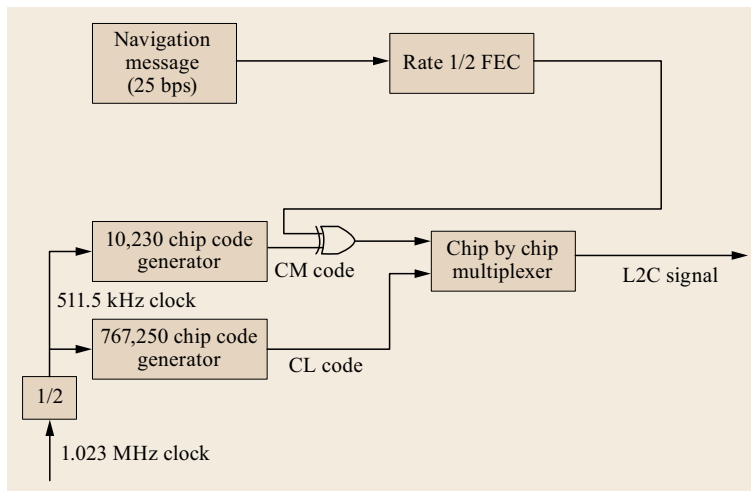 Navigation
message
(25 bps)
Rate 1/2 FEC
10,230 chip code
generator
CM code
Chip by chip
multiplexer
L2C signal
511.5 kHz clock
767,250 chip code
generator
CL code
1/2
1.023 MHz clock